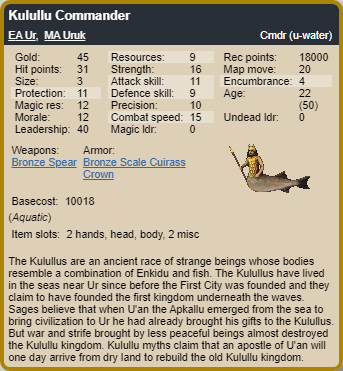 Kulullu Commander
EA Ur, MA Uruk Cmdr (u-water)
Gold: 45 Resources: 9 Rec points: 18000
Hit points: 31 Strength: 16 Map move: 20
Size: 3 Attack skill: 11 Encumbrance: 4
Protection: 11 Defence skill: 9 Age: 22
Magic res: 12 Precision: 10 (50)
Morale: 12 Combat speed: 15 Undead ldr: 0
Leadership: 40 Magic ldr: 0
Weapons: Armor:
Bronze Spear Bronze Scale Cuirass
Crown
Basecost: 10018
(Aquatic)
Item slots: 2 hands, head, body, 2 misc
The Kulullus are an ancient race of strange beings whose bodies
resemble a combination of Enkidu and fish. The Kulullus have lived
in the seas near Ur since before the First City was founded and they
claim to have founded the first kingdom underneath the waves.
Sages believe that when U'an the Apkallu emerged from the sea to
bring civilization to Ur he had already brought his gifts to the Kulullus.
But war and strife brought by less peaceful beings almost destroyed
the Kulullu kingdom. Kulullu myths claim that an apostle of U'an will
one day arrive from dry land to rebuild the old Kulullu kingdom.